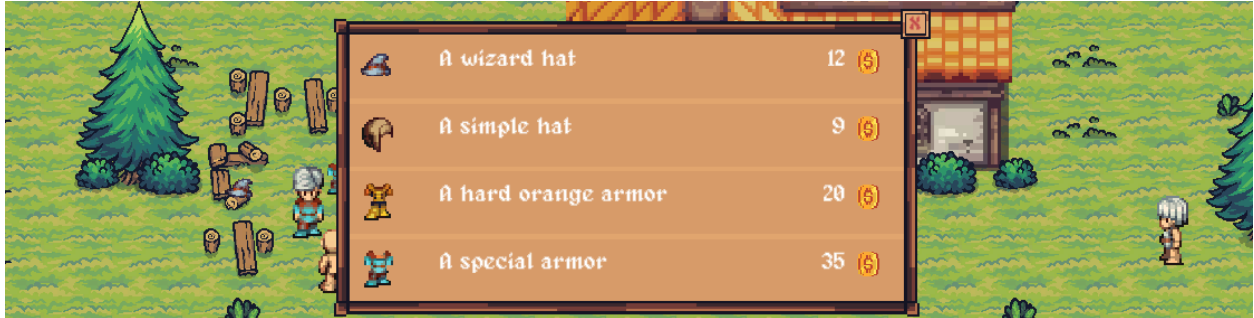 X
A wizard hat 12
A simple hat 9
A hard orange armor 20
A special armor 35